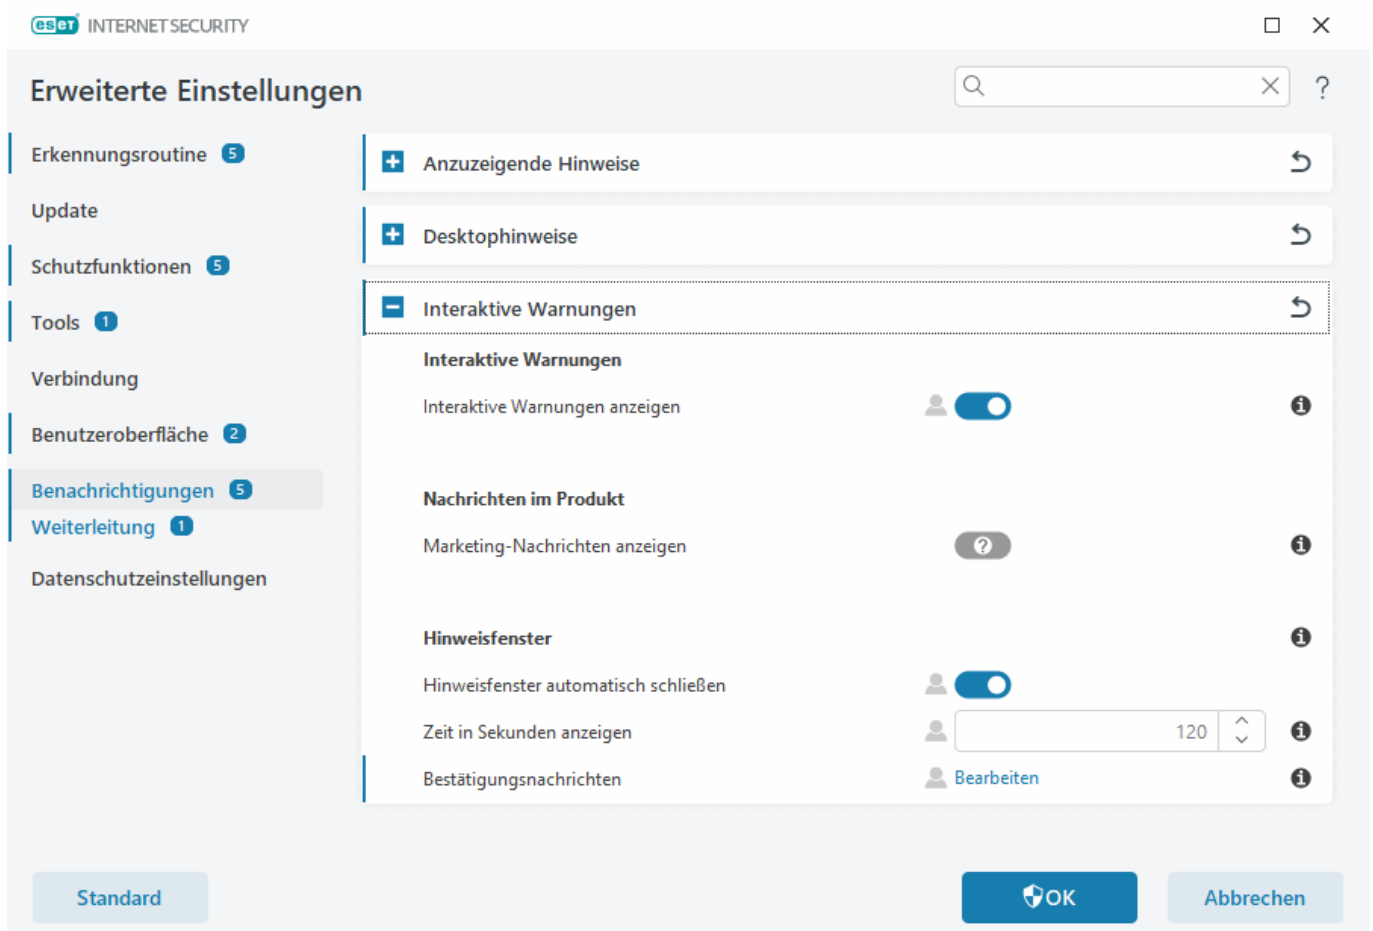 eset INTERNET SECURITY
Erweiterte Einstellungen
?
Erkennungsroutine 5
Update
Schutzfunktionen 5
Tools 1
Verbindung
Benutzeroberfläche 2
Benachrichtigungen 5
Weiterleitung 1
Datenschutzeinstellungen
Anzuzeigende Hinweise
Desktophinweise
Interaktive Warnungen
Interaktive Warnungen
Interaktive Warnungen anzeigen
Nachrichten im Produkt
Marketing-Nachrichten anzeigen ?
Hinweisfenster
Hinweisfenster automatisch schließen
Zeit in Sekunden anzeigen 120
Bestätigungsnachrichten Bearbeiten
Standard
OK
Abbrechen